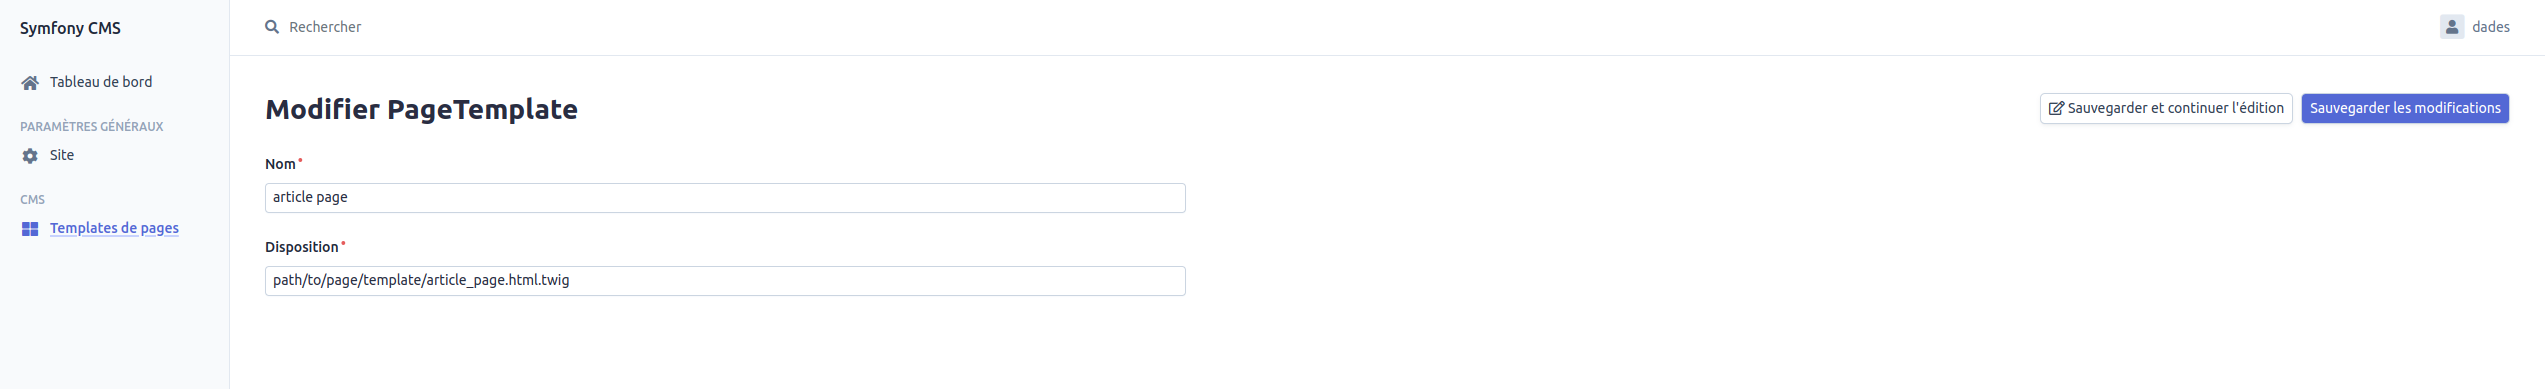 Symfony CMS
Rechercher
dades
Tableau de bord
PARAMÈTRES GÉNÉRAUX
Site
CMS
Templates de pages
Modifier PageTemplate
Sauvegarder et continuer l'édition
Sauvegarder les modifications
Nom
article page
Disposition
path/to/page/template/article_page.html.twig